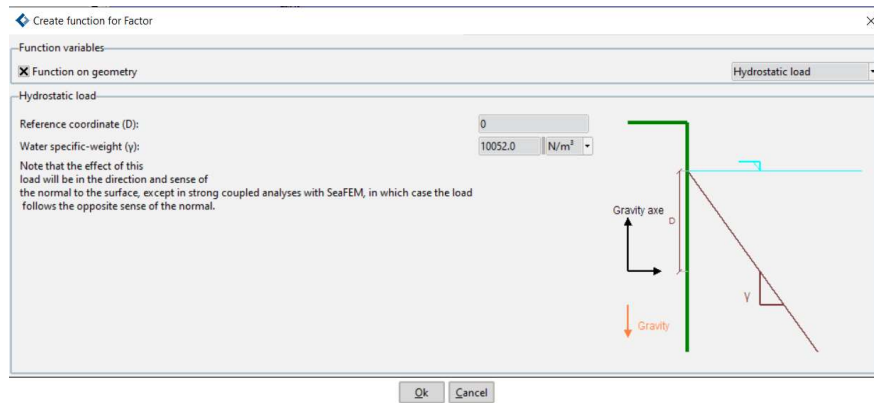 Create function for Factor
Function variables
Function on geometry
Hydrostatic load
Hydrostatic load
Reference coordinate (D):
0
Water specific-weight (γ):
10052.0
N/m³
Note that the effect of this
load will be in the direction and sense of
the normal to the surface, except in strong coupled analyses with SeaFEM, in which case the load
follows the opposite sense of the normal.
Gravity axe
D
γ
Gravity
Ok
Cancel